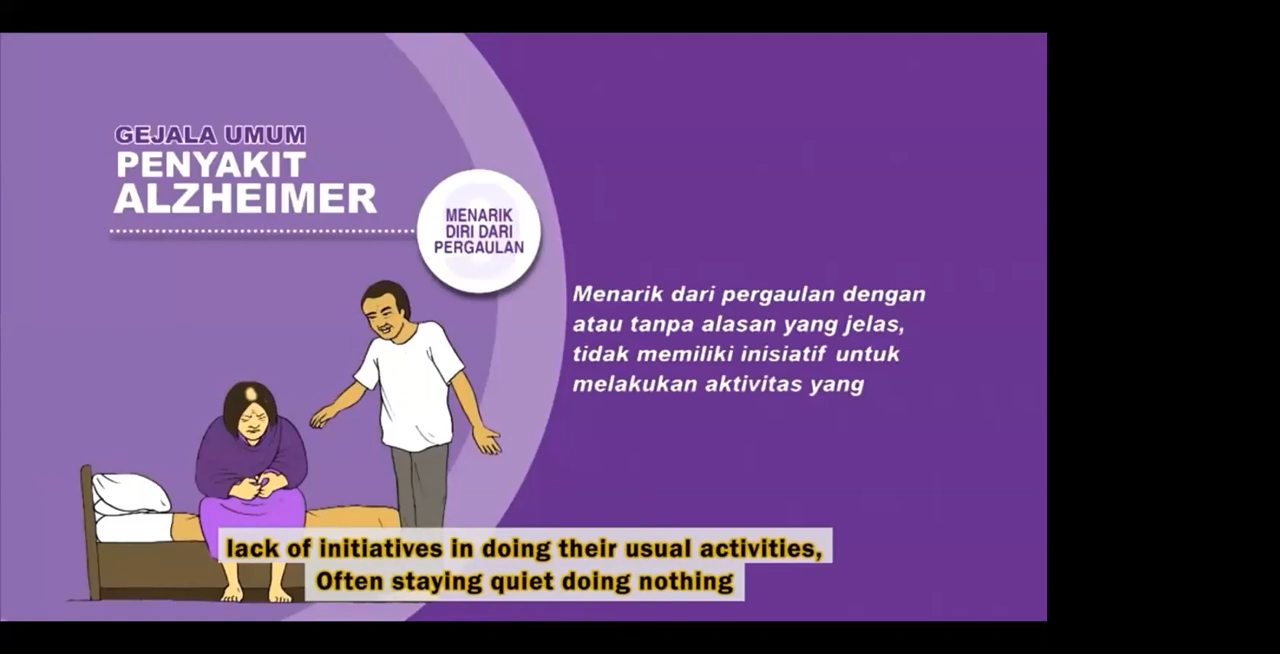 GEJALA UMUM
PENYAKIT
ALZHEIMER
MENARIK
DIRI DARI
PERGAULAN
Menarik dari pergaulan dengan
atau tanpa alasan yang jelas,
tidak memiliki inisiatif untuk
melakukan aktivitas yang
lack of initiatives in doing their usual activities,
Often staying quiet doing nothing